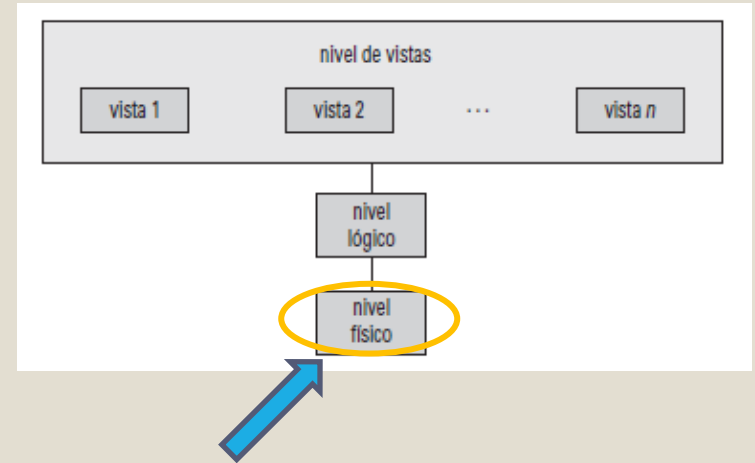 nivel de vistas
vista 1 vista 2 ... vista n
nivel
lógico
nivel
físico